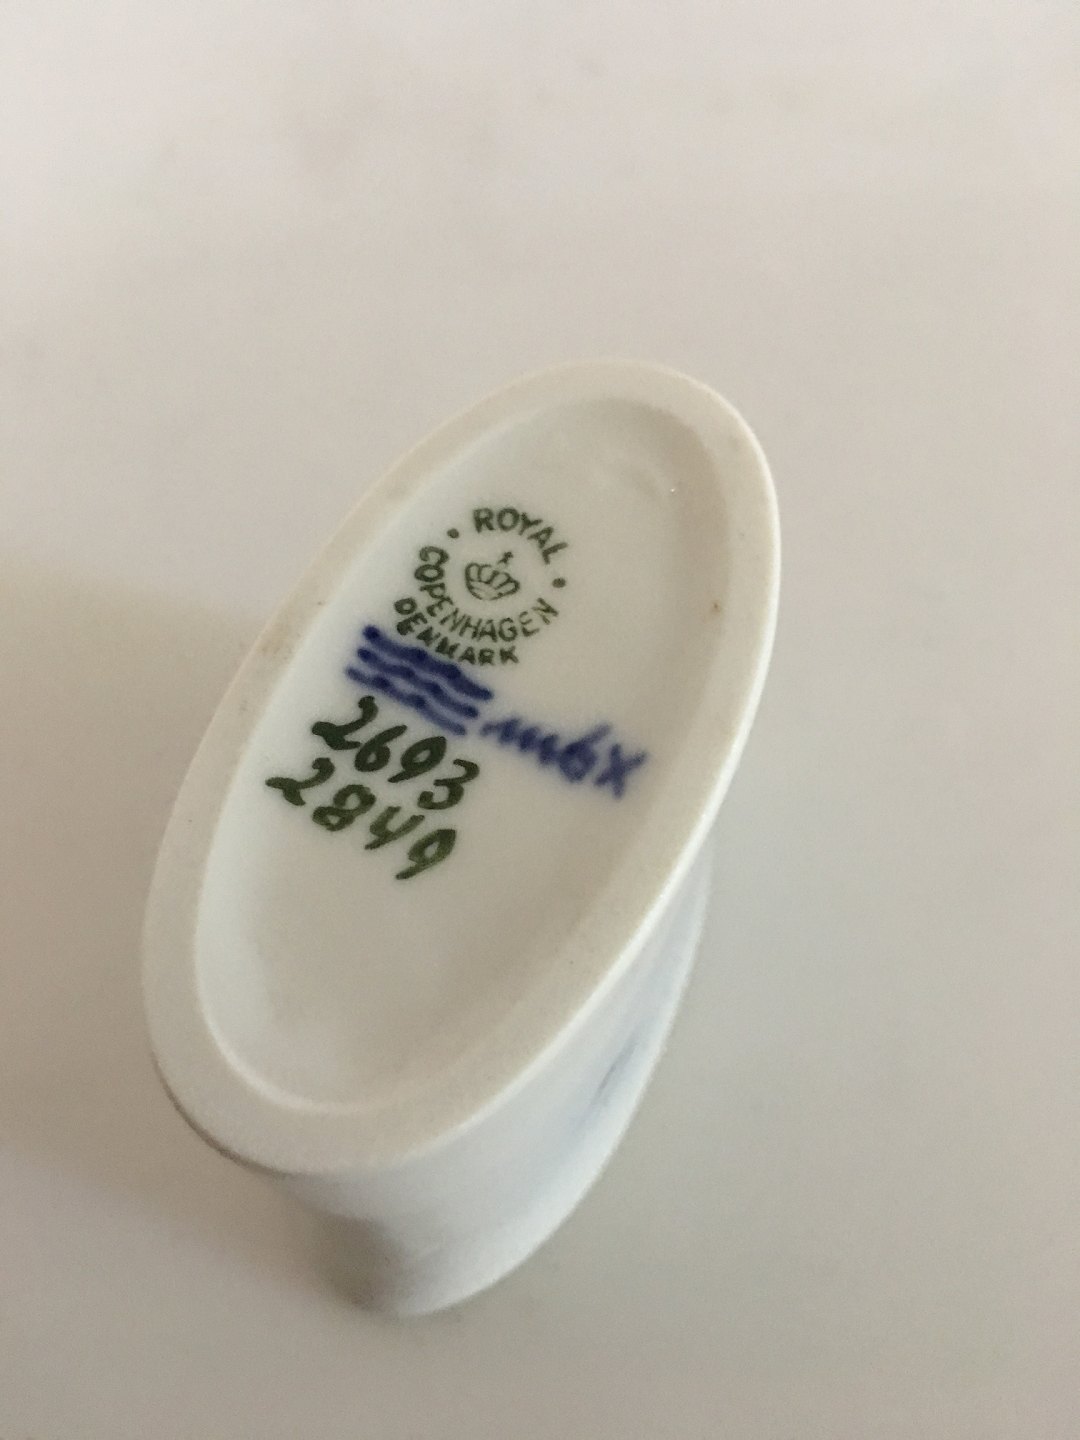 ROYAL
COPENHAGEN
DENMARK
2693
2849